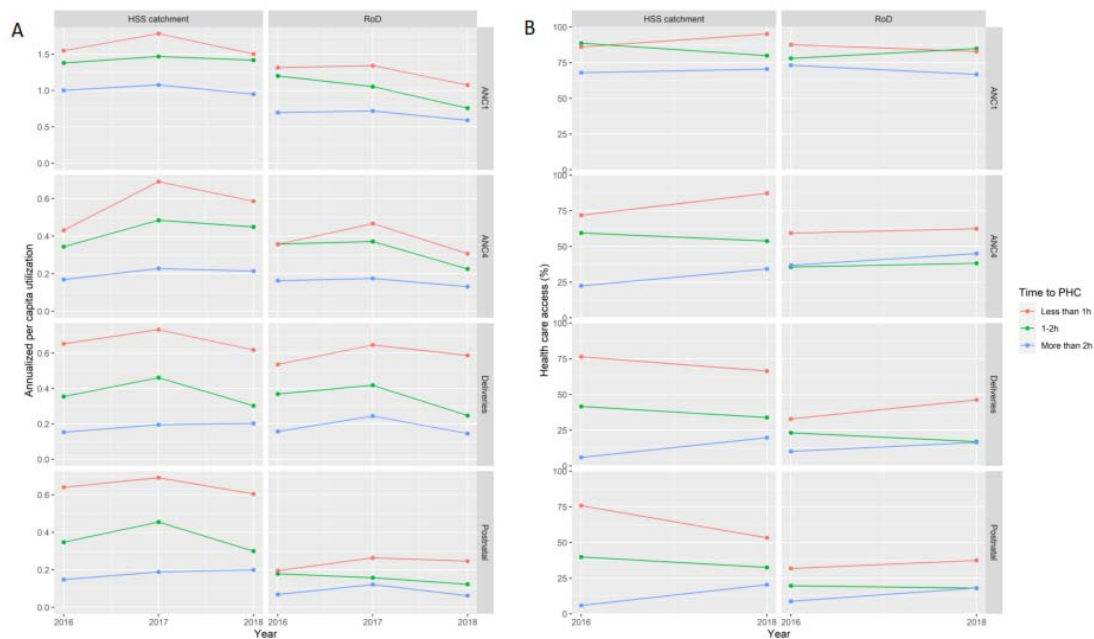 A
HSS catchment
RoD
1.5
1.0
0.5
0.0
ANC1
0.6
0.4
0.2
0.0
ANC4
0.6
0.4
0.2
0.0
Deliveries
0.6
0.4
0.2
0.0
Postnatal
2016
2017
2018
2016
2017
2018
Year
Annualized per capita utilization
B
HSS catchment
RoD
100
75
50
25
0
ANC1
100
75
50
25
0
ANC4
100
75
50
25
0
Deliveries
100
75
50
25
0
Postnatal
2016
2018
2016
2018
Year
Health care access (%)
Time to PHC
Less than 1h
1-2h
More than 2h